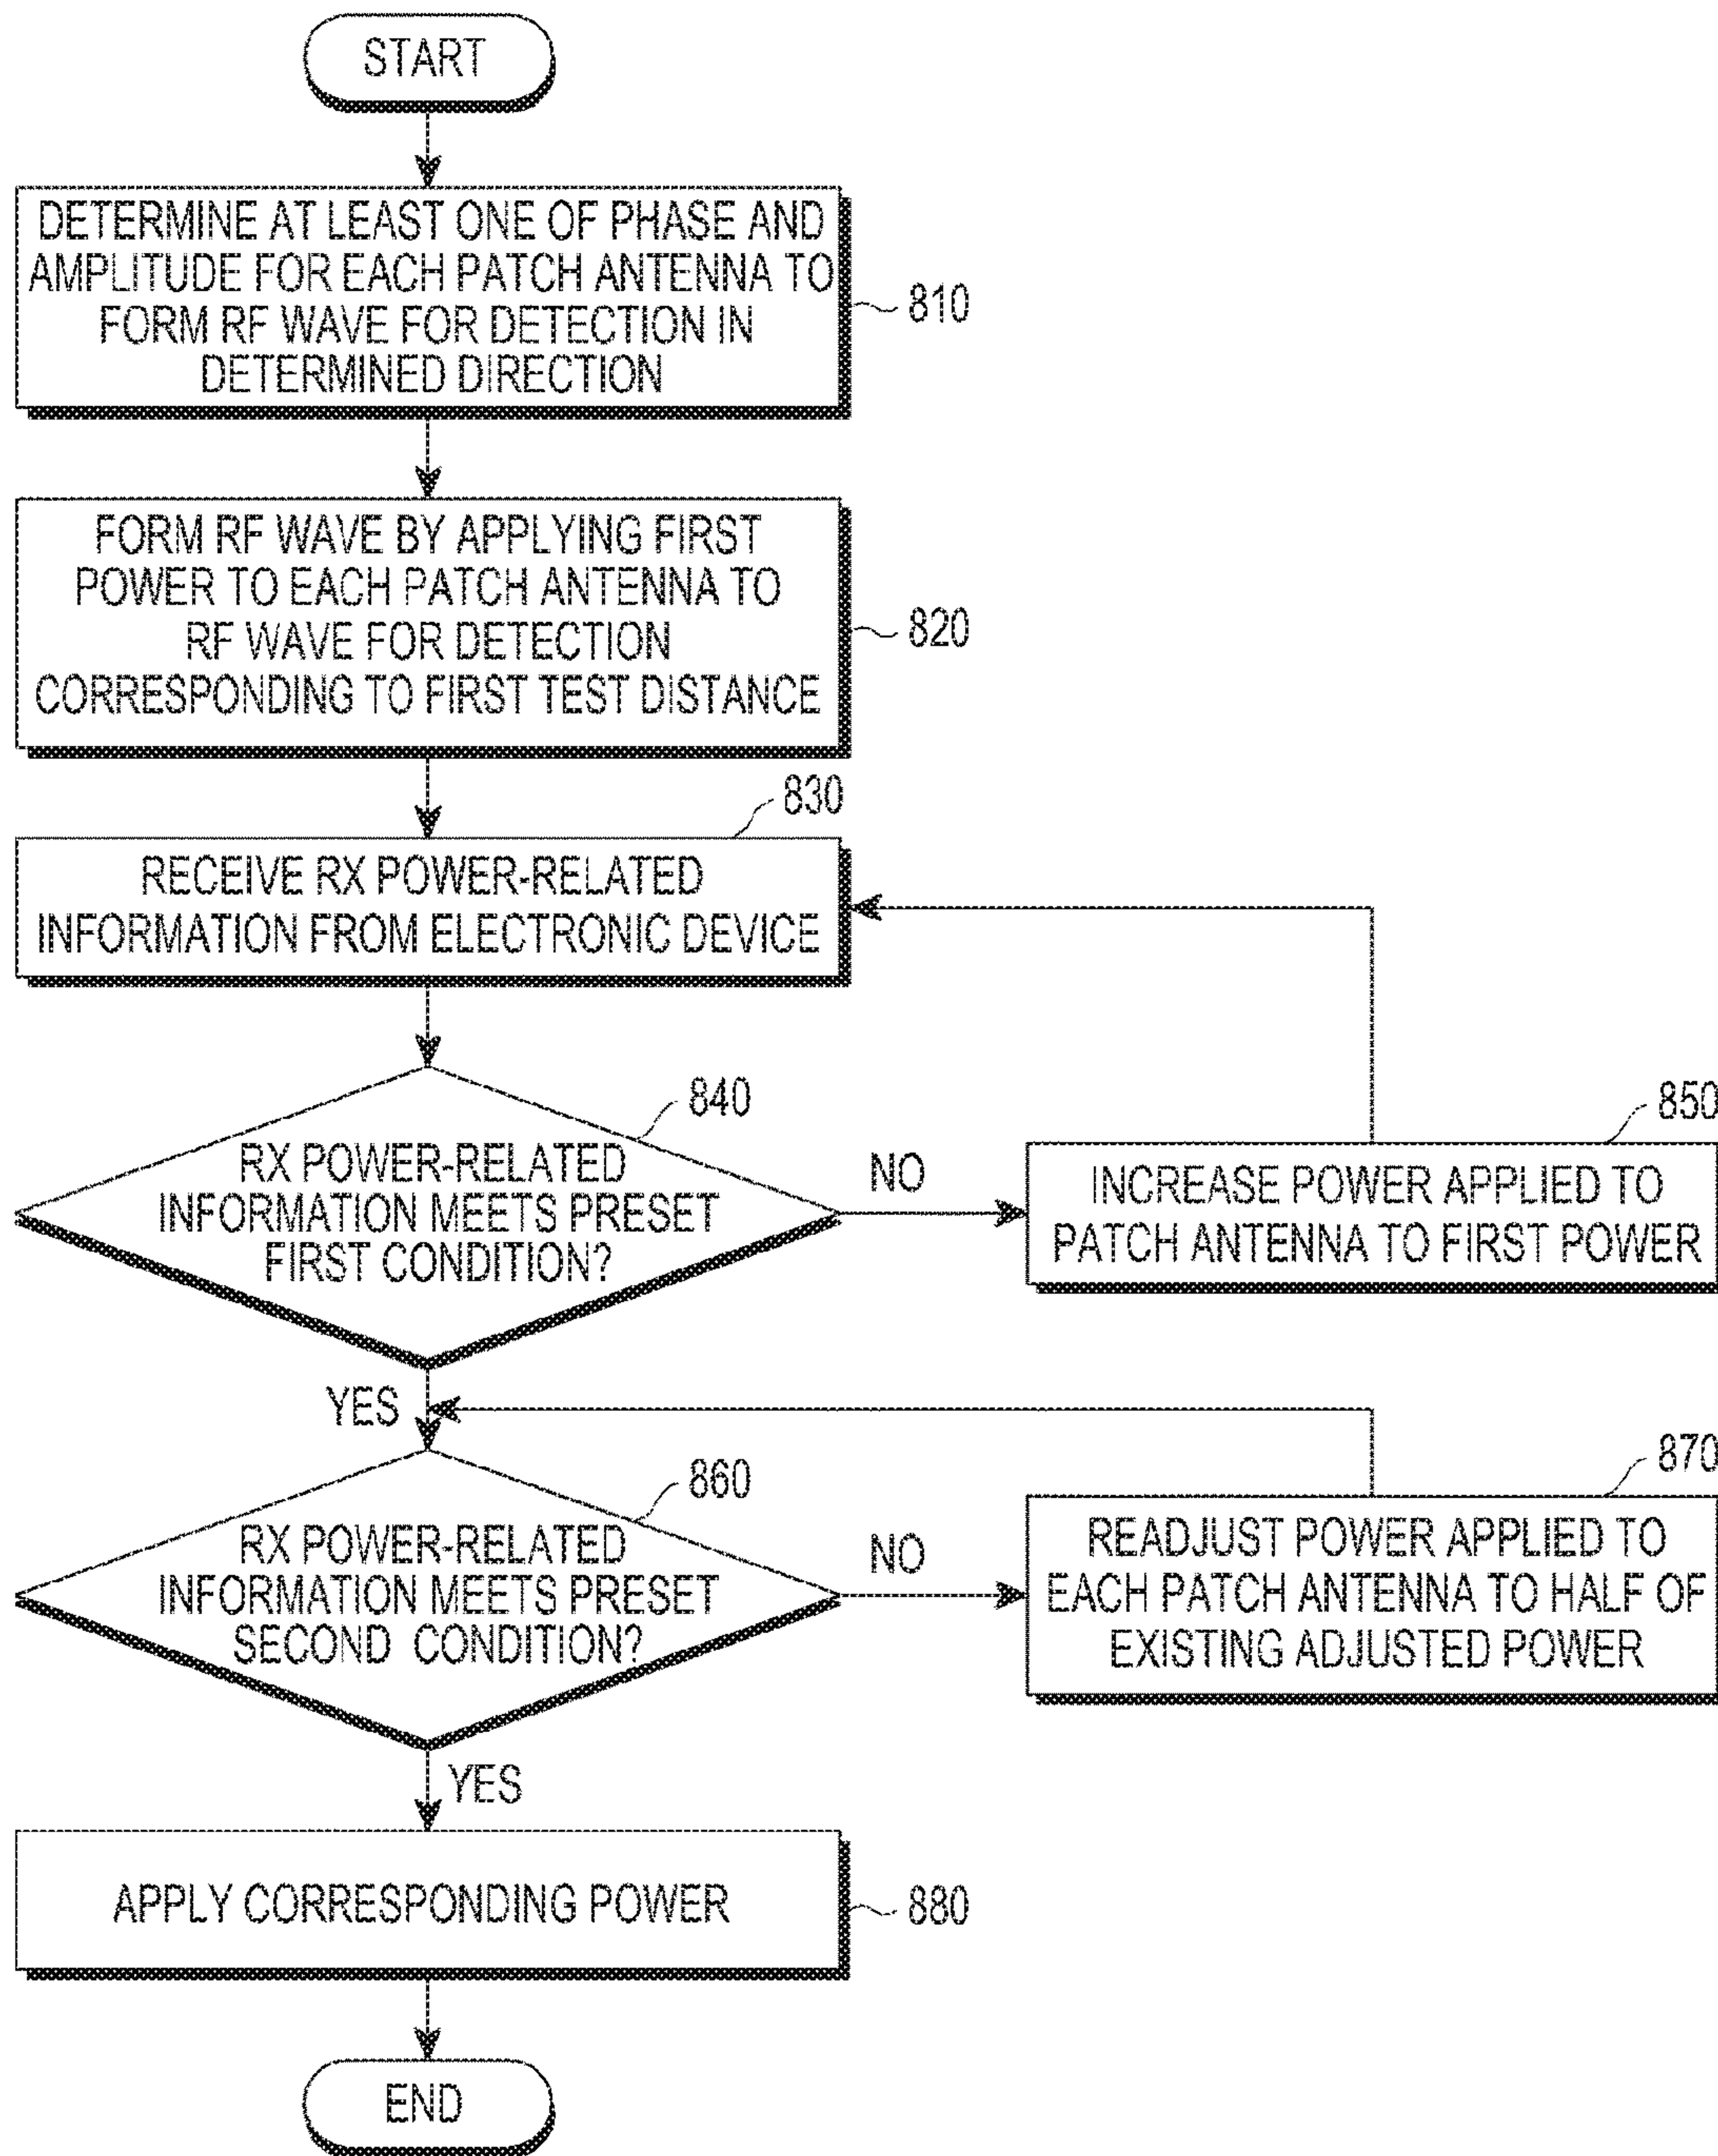 START
DETERMINE AT LEAST ONE OF PHASE AND
AMPLITUDE FOR EACH PATCH ANTENNA TO
FORM RF WAVE FOR DETECTION IN
DETERMINED DIRECTION
810
FORM RF WAVE BY APPLYING FIRST
POWER TO EACH PATCH ANTENNA TO
RF WAVE FOR DETECTION
CORRESPONDING TO FIRST TEST DISTANCE
820
830
RECEIVE RX POWER-RELATED
INFORMATION FROM ELECTRONIC DEVICE
840
RX POWER-RELATED
INFORMATION MEETS PRESET
FIRST CONDITION?
NO
850
INCREASE POWER APPLIED TO
PATCH ANTENNA TO FIRST POWER
YES
860
RX POWER-RELATED
INFORMATION MEETS PRESET
SECOND CONDITION?
NO
870
READJUST POWER APPLIED TO
EACH PATCH ANTENNA TO HALF OF
EXISTING ADJUSTED POWER
YES
APPLY CORRESPONDING POWER
880
END